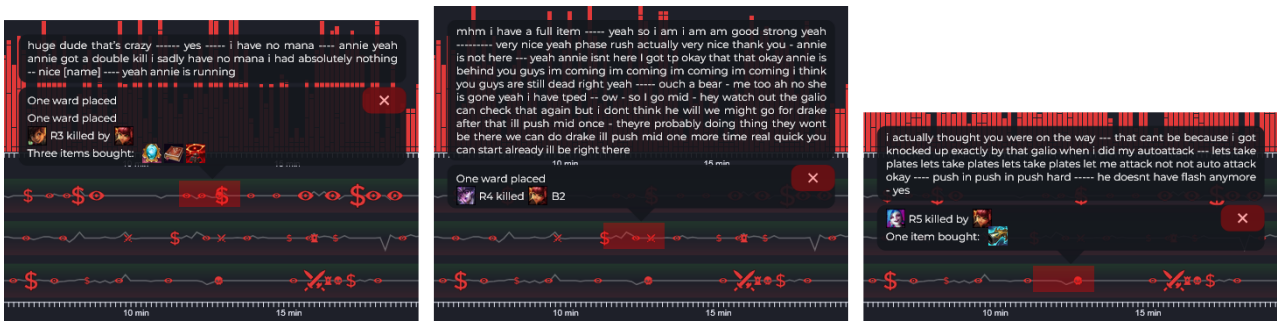 huge dude that's crazy ------ yes ----- i have no mana ---- annie yeah
annie got a double kill i sadly have no mana i had absolutely nothing
-- nice [name] ---- yeah annie is running
One ward placed
One ward placed
R3 killed by
Three items bought:
10 min
15 min
mhm i have a full item ----- yeah so i am i am am good strong yeah
--------- very nice yeah phase rush actually very nice thank you - annie
is not here --- yeah annie isnt here I got tp okay that that okay annie is
behind you guys im coming im coming im coming im coming i think
you guys are still dead right yeah ----- ouch a bear - me too ah no she
is gone yeah i have tped -- ow - so I go mid - hey watch out the galio
can check that again but i dont think he will we might go for drake
after that ill push mid once - theyre probably doing thing they wont
be there we can do drake ill push mid one more time real quick you
can start already ill be right there
10 min
15 min
One ward placed
R4 killed B2
10 min
15 min
i actually thought you were on the way --- that cant be because i got
knocked up exactly by that galio when i did my autoattack --- lets take
plates lets take plates lets take plates let me attack not not auto attack
okay ---- push in push in push hard ----- he doesnt have flash anymore
- yes
R5 killed by
One item bought:
10 min
15 min